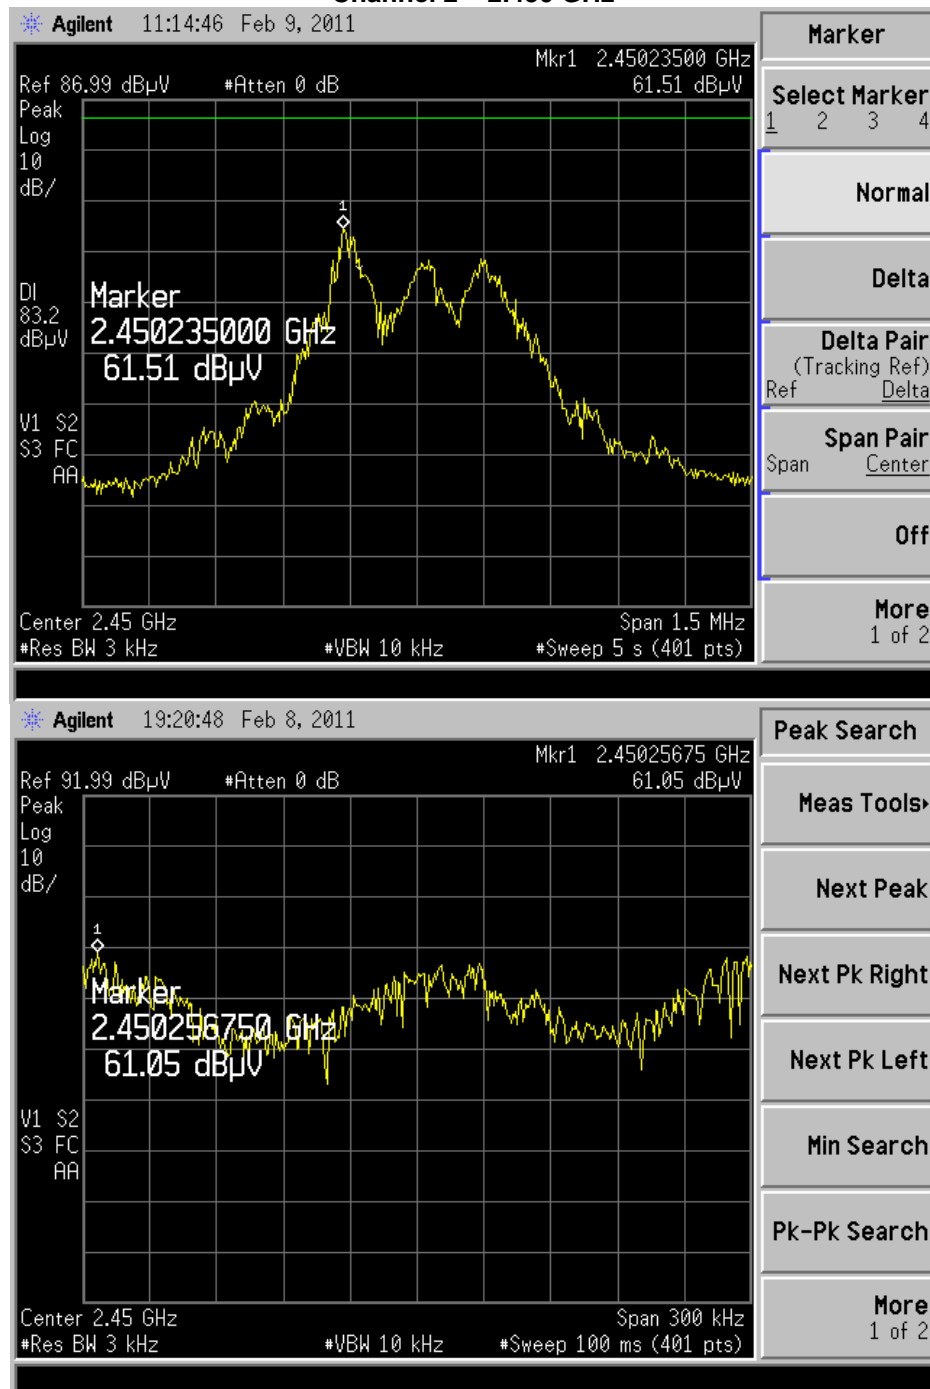 Agilent 11:14:46 Feb 9, 2011
Marker
Mkr1 2.45023500 GHz
Ref 86.99 dBµV #Atten 0 dB 61.51 dBµV
Peak
Log
10
dB/
Select Marker
1 2 3 4
Normal
1
Delta
DI
83.2
dBµV
Marker
2.450235000 GHz
61.51 dBµV
Delta Pair
(Tracking Ref)
Ref Delta
V1 S2
S3 FC
AA
Span Pair
Span Center
Off
More
1 of 2
Center 2.45 GHz Span 1.5 MHz
#Res BW 3 kHz #VBW 10 kHz #Sweep 5 s (401 pts)
Agilent 19:20:48 Feb 8, 2011
Peak Search
Mkr1 2.45025675 GHz
Ref 91.99 dBµV #Atten 0 dB 61.05 dBµV
Peak
Log
10
dB/
Meas Tools
Next Peak
1
Next Pk Right
Marker
2.450256750 GHz
61.05 dBµV
Next Pk Left
V1 S2
S3 FC
AA
Min Search
Pk-Pk Search
More
1 of 2
Center 2.45 GHz Span 300 kHz
#Res BW 3 kHz #VBW 10 kHz #Sweep 100 ms (401 pts)